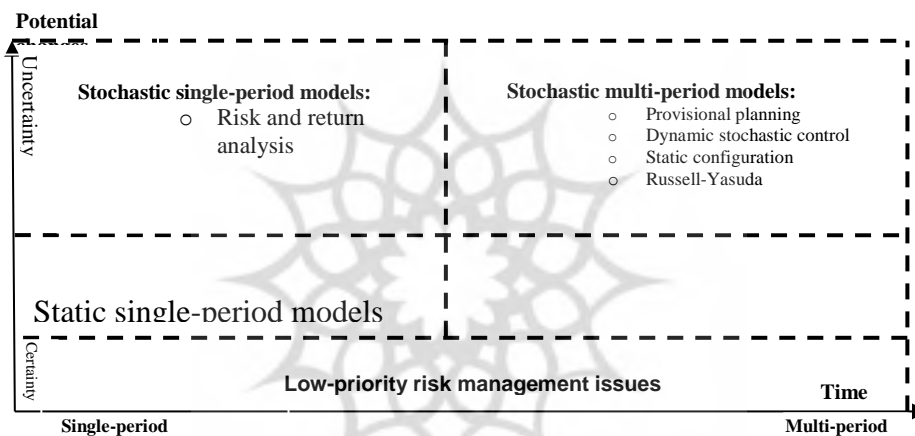 Potential
Uncertainty
Stochastic single-period models:
○ Risk and return
analysis
Stochastic multi-period models:
○ Provisional planning
○ Dynamic stochastic control
○ Static configuration
○ Russell-Yasuda
Static single-period models
Certainty
Low-priority risk management issues
Time
Single-period
Multi-period